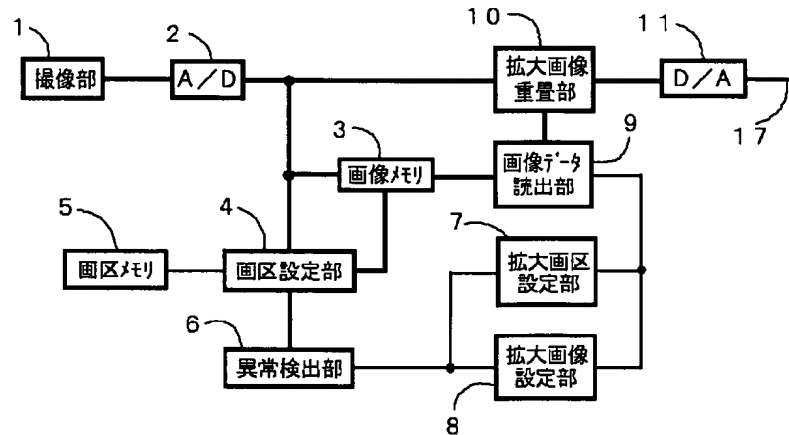 1
撮像部
2
A/D
10
拡大画像
重畳部
11
D/A
17
3
画像メモリ
9
画像データ
読出部
5
画区メモリ
4
画区設定部
7
拡大画区
設定部
6
異常検出部
拡大画像
設定部
8